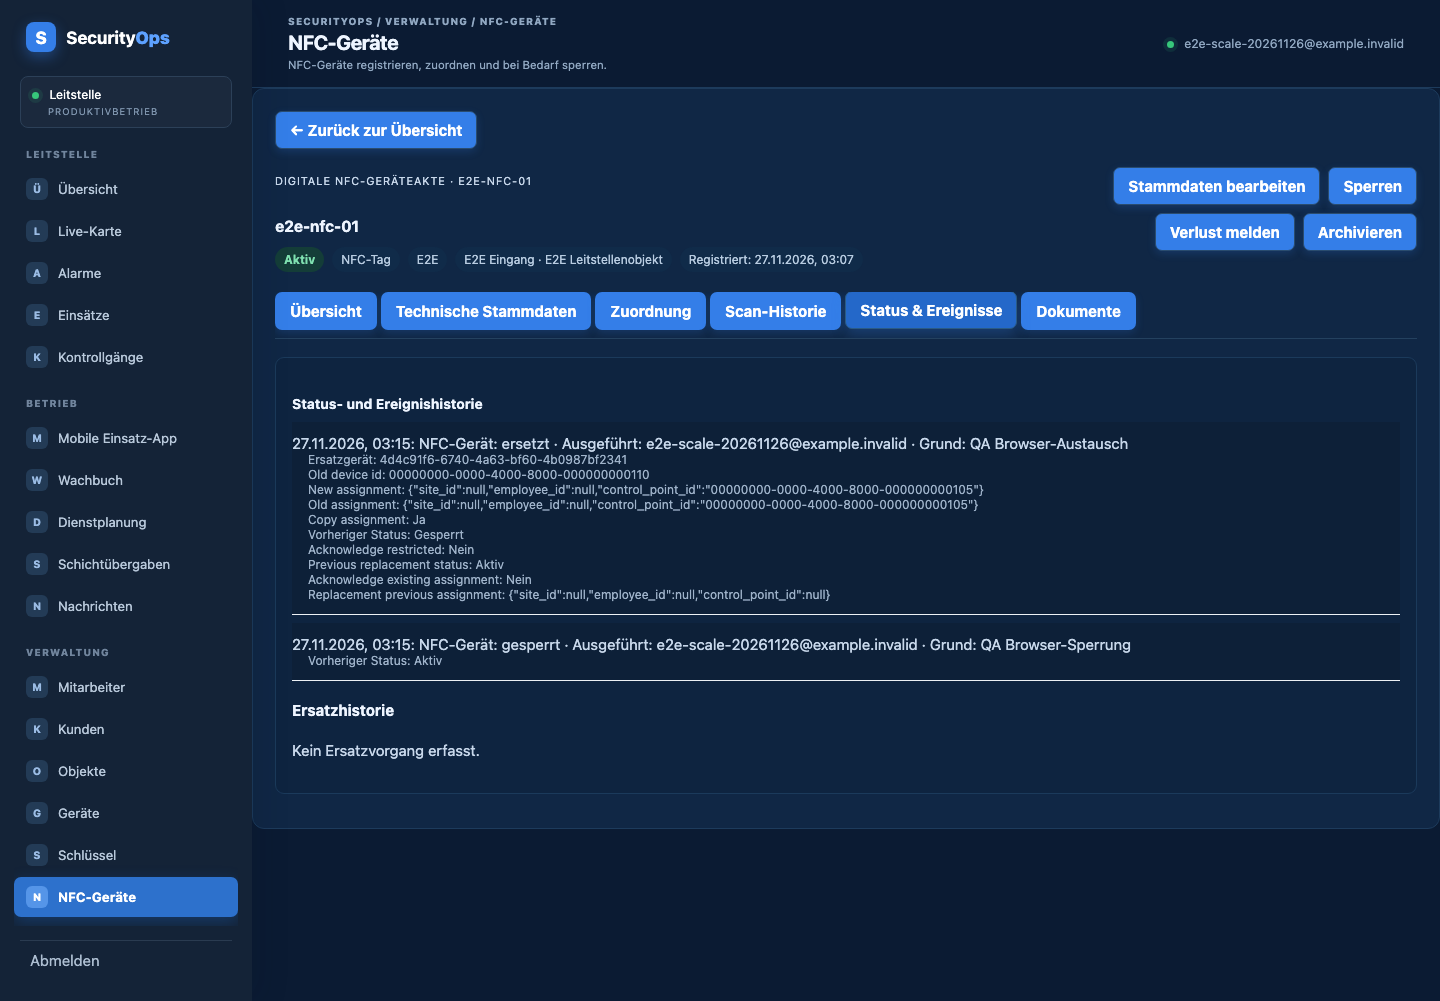 S SecurityOps
Leitstelle
PRODUKTIVBETRIEB
LEITSTELLE
Ü Übersicht
L Live-Karte
A Alarme
E Einsätze
K Kontrollgänge
BETRIEB
M Mobile Einsatz-App
W Wachbuch
D Dienstplanung
S Schichtübergaben
N Nachrichten
VERWALTUNG
M Mitarbeiter
K Kunden
O Objekte
G Geräte
S Schlüssel
N NFC-Geräte
Abmelden
SECURITYOPS / VERWALTUNG / NFC-GERÄTE
NFC-Geräte
NFC-Geräte registrieren, zuordnen und bei Bedarf sperren.
e2e-scale-20261126@example.invalid
← Zurück zur Übersicht
DIGITALE NFC-GERÄTEAKTE · E2E-NFC-01
Stammdaten bearbeiten Sperren
Verlust melden Archivieren
e2e-nfc-01
Aktiv NFC-Tag E2E E2E Eingang · E2E Leitstellenobjekt Registriert: 27.11.2026, 03:07
Übersicht Technische Stammdaten Zuordnung Scan-Historie Status & Ereignisse Dokumente
Status- und Ereignishistorie
27.11.2026, 03:15: NFC-Gerät: ersetzt · Ausgeführt: e2e-scale-20261126@example.invalid · Grund: QA Browser-Austausch
Ersatzgerät: 4d4c91f6-6740-4a63-bf60-4b0987bf2341
Old device id: 00000000-0000-4000-8000-000000000110
New assignment: {"site_id":null,"employee_id":null,"control_point_id":"00000000-0000-4000-8000-000000000105"}
Old assignment: {"site_id":null,"employee_id":null,"control_point_id":"00000000-0000-4000-8000-000000000105"}
Copy assignment: Ja
Vorheriger Status: Gesperrt
Acknowledge restricted: Nein
Previous replacement status: Aktiv
Acknowledge existing assignment: Nein
Replacement previous assignment: {"site_id":null,"employee_id":null,"control_point_id":null}
27.11.2026, 03:15: NFC-Gerät: gesperrt · Ausgeführt: e2e-scale-20261126@example.invalid · Grund: QA Browser-Sperrung
Vorheriger Status: Aktiv
Ersatzhistorie
Kein Ersatzvorgang erfasst.